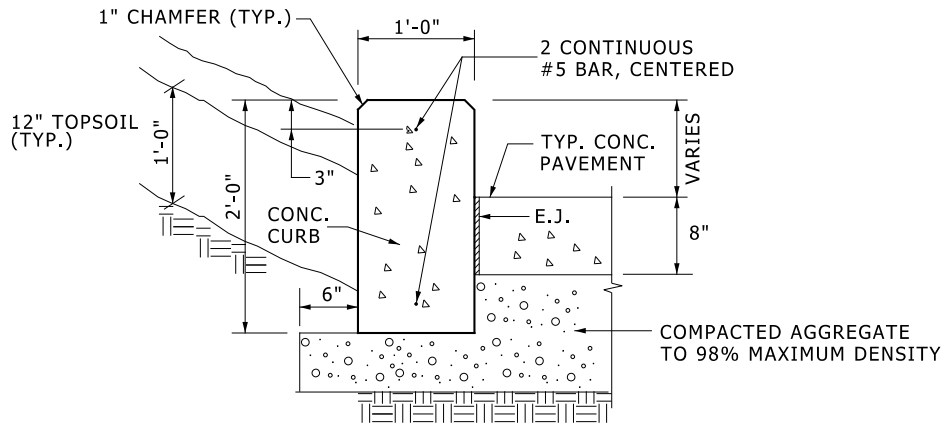 1" CHAMFER (TYP.)
1'-0"
2 CONTINUOUS
#5 BAR, CENTERED
12" TOPSOIL
(TYP.)
1'-0"
2'-0"
3"
TYP. CONC.
PAVEMENT
VARIES
CONC.
CURB
E.J.
8"
6"
COMPACTED AGGREGATE
TO 98% MAXIMUM DENSITY